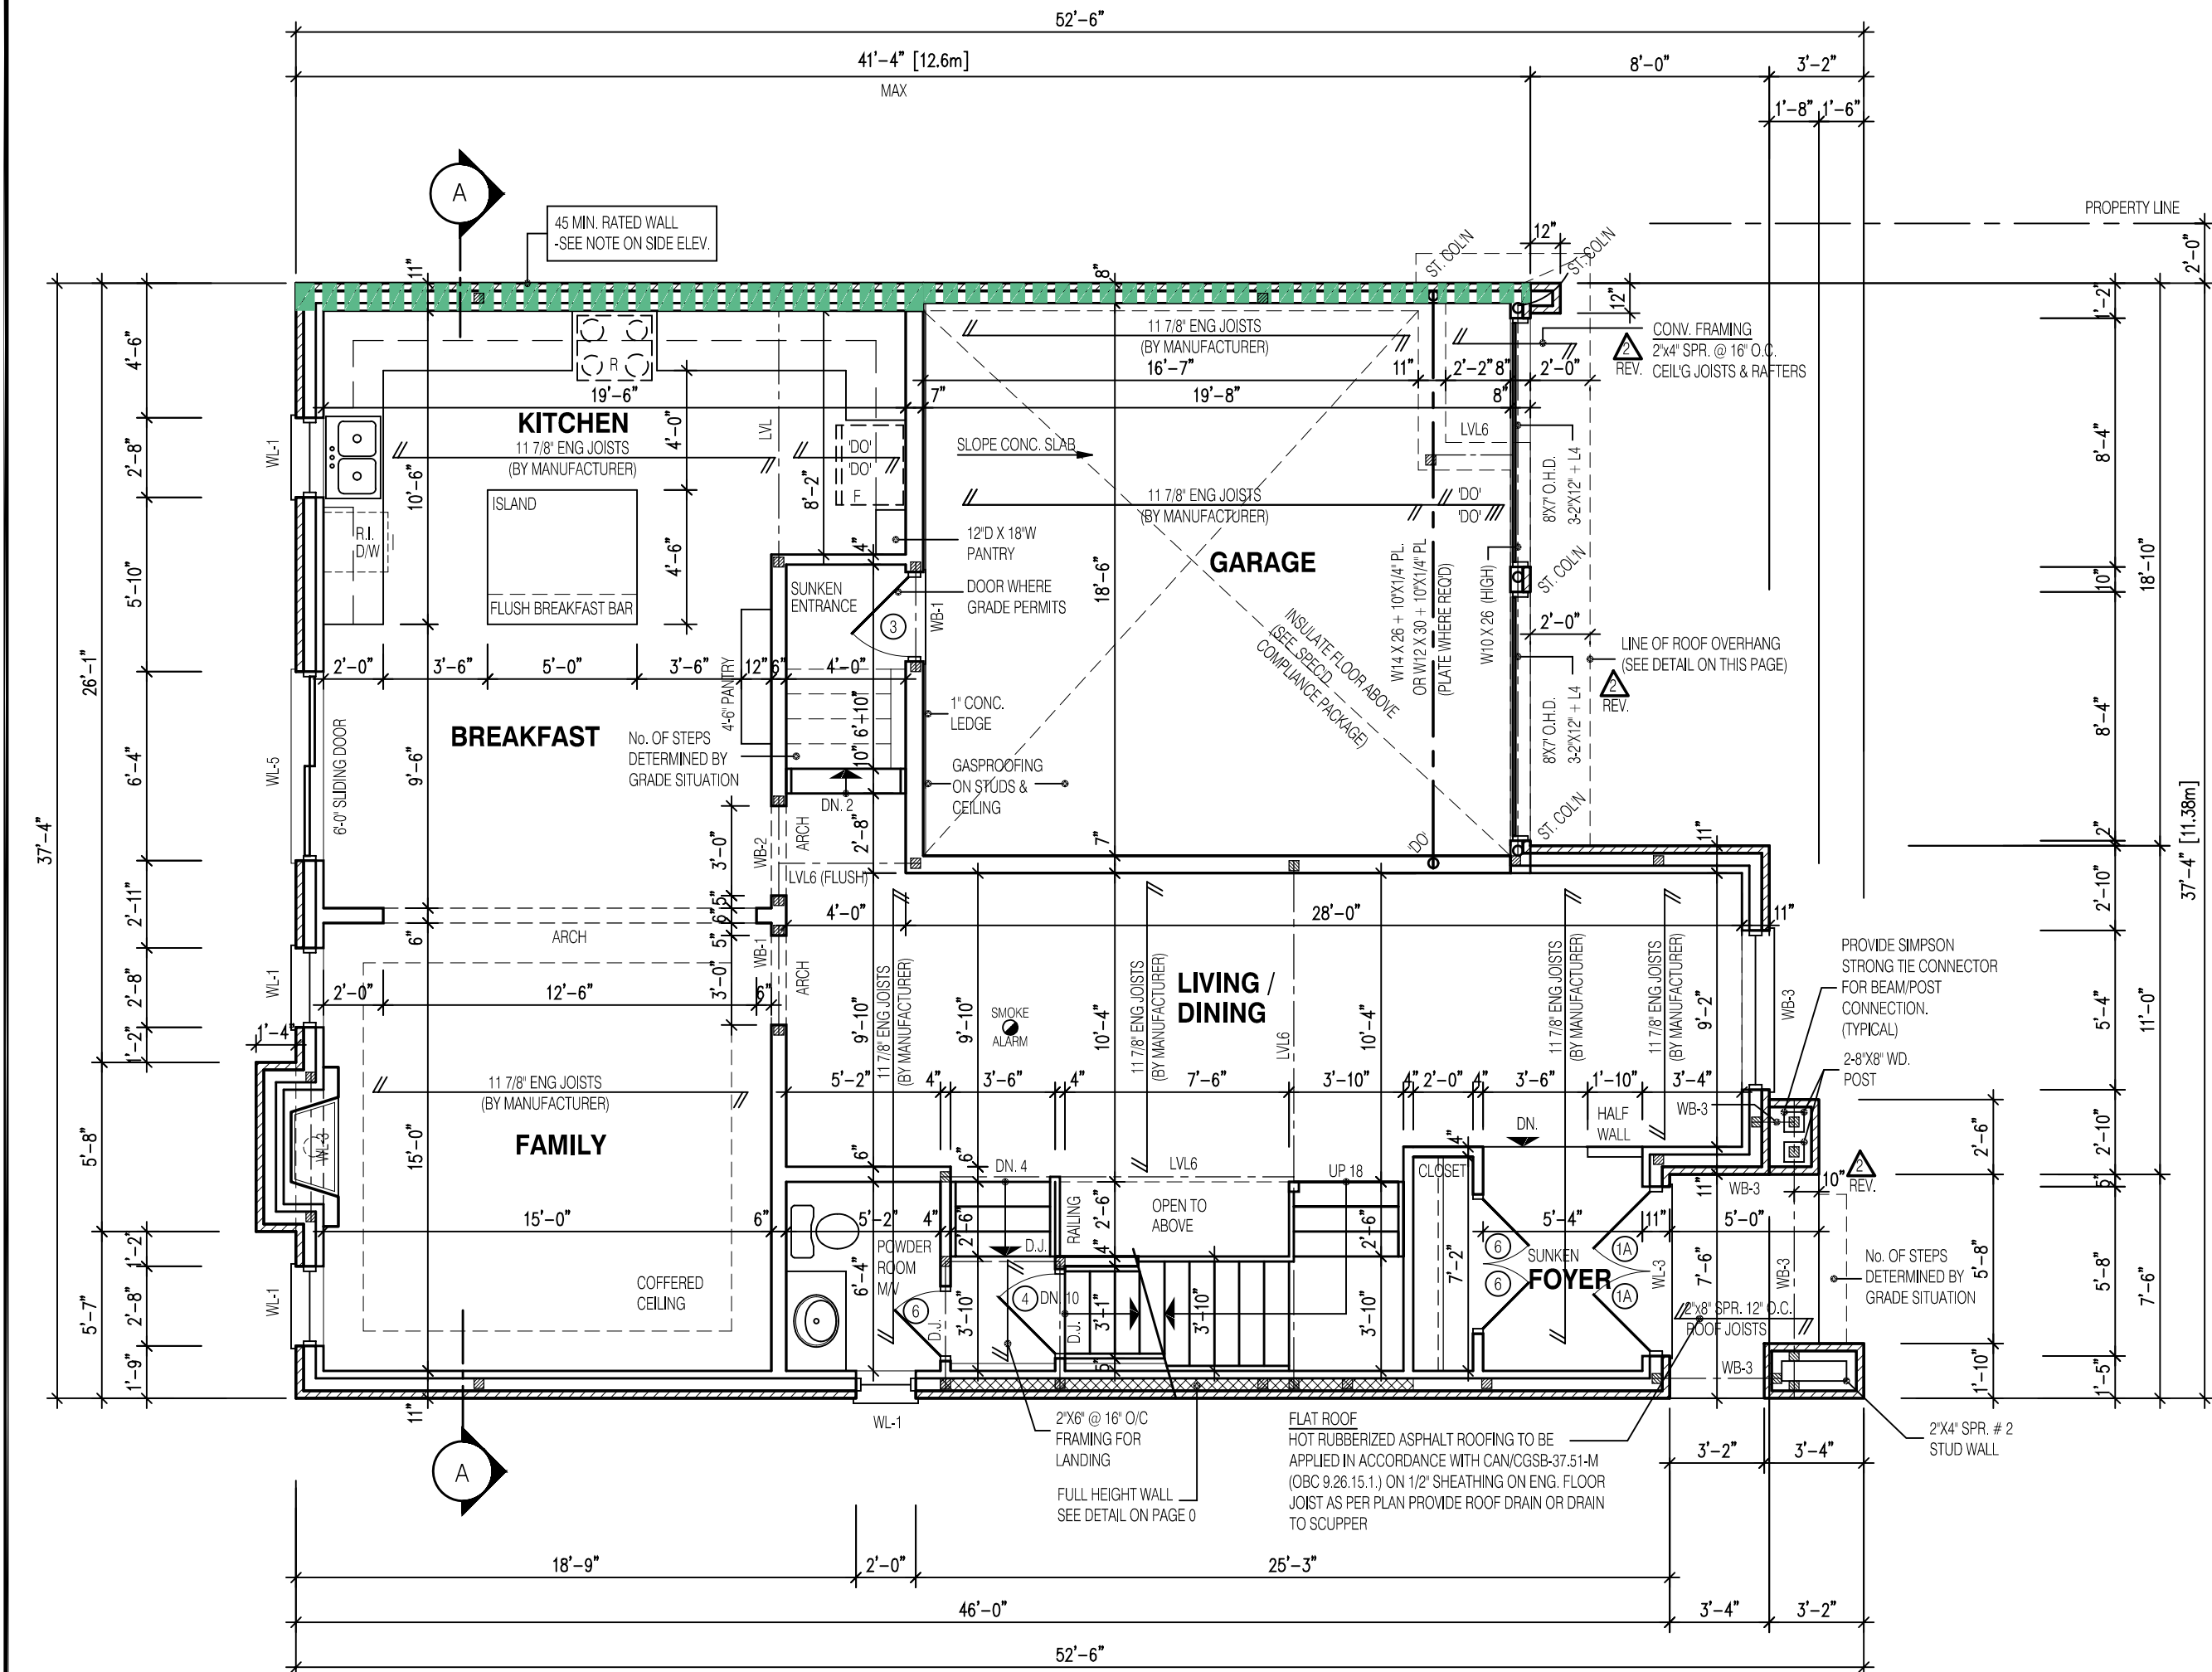 52'-6"
41'-4" [12.6m]
MAX
8'-0"
3'-2"
1'-8"
1'-6"
A
45 MIN. RATED WALL
-SEE NOTE ON SIDE ELEV.
PROPERTY LINE
2'-0"
12"
ST. COL'N
ST. COL'N
12"
11"
8"
CONV. FRAMING
2"x4" SPR. @ 16" O.C.
CEIL'G JOISTS & RAFTERS
2
REV.
11 7/8" ENG JOISTS
(BY MANUFACTURER)
16'-7"
11"
2'-2"
8"
2'-0"
R
19'-6"
7"
19'-8"
8"
KITCHEN
11 7/8" ENG JOISTS
(BY MANUFACTURER)
LVL
'DO'
'DO'
F
LVL6
SLOPE CONC. SLAB
4'-0"
10'-6"
8'-2"
ISLAND
4'-6"
FLUSH BREAKFAST BAR
R.I.
D/W
11 7/8" ENG JOISTS
(BY MANUFACTURER)
'DO'
'DO'
12"D X 18"W
PANTRY
4"
GARAGE
18'-6"
8'X7' O.H.D.
3-2"X12" + L4
ST. COL'N
SUNKEN
ENTRANCE
DOOR WHERE
GRADE PERMITS
3
WB-1
W14 X 26 + 10"X1/4" PL.
OR W12 X 30 + 10"X1/4" PL
(PLATE WHERE REQ'D)
W10 X 26 (HIGH)
INSULATE FLOOR ABOVE
(SEE SPEC'D.
COMPLIANCE PACKAGE)
2'-0"
LINE OF ROOF OVERHANG
(SEE DETAIL ON THIS PAGE)
2
REV.
2'-0"
3'-6"
5'-0"
3'-6"
12"
6"
4'-0"
4'-6" PANTRY
6'-10"
10"
1" CONC.
LEDGE
BREAKFAST
No. OF STEPS
DETERMINED BY
GRADE SITUATION
6'-0" SLIDING DOOR
9'-6"
GASPROOFING
ON STUDS &
CEILING
DN. 2
8'X7' O.H.D.
3-2"X12" + L4
ST. COL'N
'DO'
7"
11"
3'-0"
WB-2
ARCH
2'-8"
LVL6 (FLUSH)
5"
6"
5"
4'-0"
28'-0"
11"
ARCH
6"
WB-1
3'-0"
ARCH
2'-0"
12'-6"
6"
11 7/8" ENG JOISTS
(BY MANUFACTURER)
9'-10"
9'-10"
SMOKE
ALARM
10'-4"
11 7/8" ENG JOISTS
(BY MANUFACTURER)
LIVING /
DINING
LVL6
10'-4"
11 7/8" ENG JOISTS
(BY MANUFACTURER)
11 7/8" ENG JOISTS
(BY MANUFACTURER)
9'-2"
WB-3
PROVIDE SIMPSON
STRONG TIE CONNECTOR
FOR BEAM/POST
CONNECTION.
(TYPICAL)
2-8"X8" WD.
POST
1'-4"
11 7/8" ENG JOISTS
(BY MANUFACTURER)
5'-2"
4"
3'-6"
4"
7'-6"
3'-10"
4"
2'-0"
4"
3'-6"
1'-10"
3'-4"
WB-3
HALF
WALL
DN.
4"
FAMILY
15'-0"
WL-3
6"
6"
DN. 4
LVL6
UP 18
CLOSET
11"
WB-3
10"
2
REV.
15'-0"
6"
5'-2"
4"
2'-6"
RAILING
2'-6"
OPEN TO
ABOVE
2'-6"
5'-4"
11"
5'-0"
POWDER
ROOM
M/V
6'-4"
D.J.
4"
7'-2"
6
6
SUNKEN
FOYER
1A
1A
WL-3
7'-6"
WB-3
No. OF STEPS
DETERMINED BY
GRADE SITUATION
COFFERED
CEILING
6
D.J.
3'-10"
4
DN. 10
D.J.
3'-1"
3'-10"
3'-10"
5"
2"x8" SPR. 12" O.C.
ROOF JOISTS
WB-3
11"
WL-1
2"X6" @ 16" O/C
FRAMING FOR
LANDING
FULL HEIGHT WALL
SEE DETAIL ON PAGE 0
FLAT ROOF
HOT RUBBERIZED ASPHALT ROOFING TO BE
APPLIED IN ACCORDANCE WITH CAN/CGSB-37.51-M
(OBC 9.26.15.1.) ON 1/2" SHEATHING ON ENG. FLOOR
JOIST AS PER PLAN PROVIDE ROOF DRAIN OR DRAIN
TO SCUPPER
3'-2"
3'-4"
2"X4" SPR. # 2
STUD WALL
A
18'-9"
2'-0"
25'-3"
46'-0"
3'-4"
3'-2"
52'-6"
37'-4"
26'-1"
5'-8"
5'-7"
4'-6"
2'-8"
5'-10"
6'-4"
2'-11"
2'-8"
1'-2"
1'-2"
2'-8"
1'-9"
WL-1
WL-5
WL-1
WL-1
1'-2"
8'-4"
10"
8'-4"
2"
2'-10"
5'-4"
2'-10"
5"
5'-8"
1'-5"
2'-6"
5'-8"
1'-10"
18'-10"
11'-0"
7'-6"
37'-4" [11.38m]